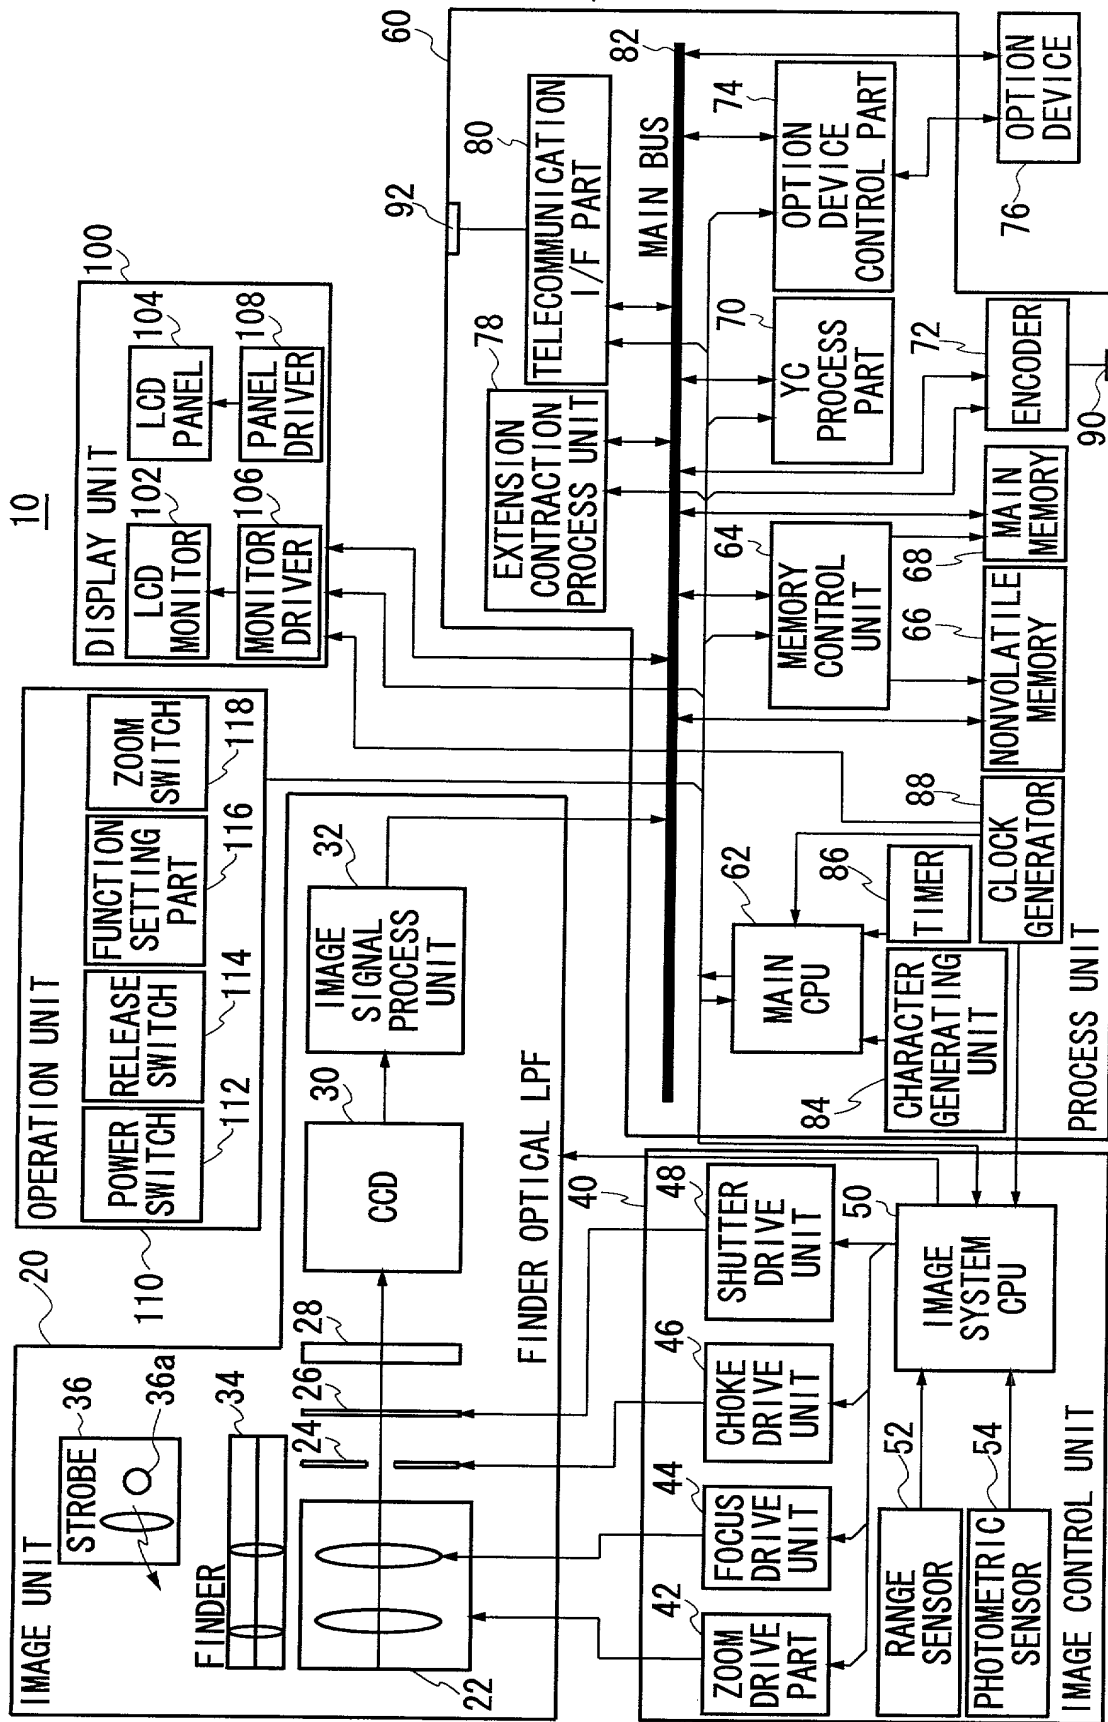 10
IMAGE UNIT
20
STROBE
36
36a
FINDER
34
22
24
26
28
CCD
30
IMAGE
SIGNAL
PROCESS
UNIT
32
FINDER OPTICAL LPF
OPERATION UNIT
110
POWER
SWITCH
112
RELEASE
SWITCH
114
FUNCTION
SETTING
PART
116
ZOOM
SWITCH
118
DISPLAY UNIT
100
LCD
MONITOR
102
LCD
PANEL
104
MONITOR
DRIVER
106
PANEL
DRIVER
108
40
ZOOM
DRIVE
PART
42
FOCUS
DRIVE
UNIT
44
CHOKE
DRIVE
UNIT
46
SHUTTER
DRIVE
UNIT
48
IMAGE
SYSTEM
CPU
50
RANGE
SENSOR
52
PHOTOMETRIC
SENSOR
54
IMAGE CONTROL UNIT
60
MAIN BUS
82
EXTENSION
CONTRACTION
PROCESS UNIT
78
TELECOMMUNICATION
I/F PART
80
92
MAIN
CPU
62
MEMORY
CONTROL
UNIT
64
YC
PROCESS
PART
70
OPTION
DEVICE
CONTROL PART
74
CHARACTER
GENERATING
UNIT
84
TIMER
86
CLOCK
GENERATOR
88
NONVOLATILE
MEMORY
66
MAIN
MEMORY
68
ENCODER
72
90
OPTION
DEVICE
76
PROCESS UNIT